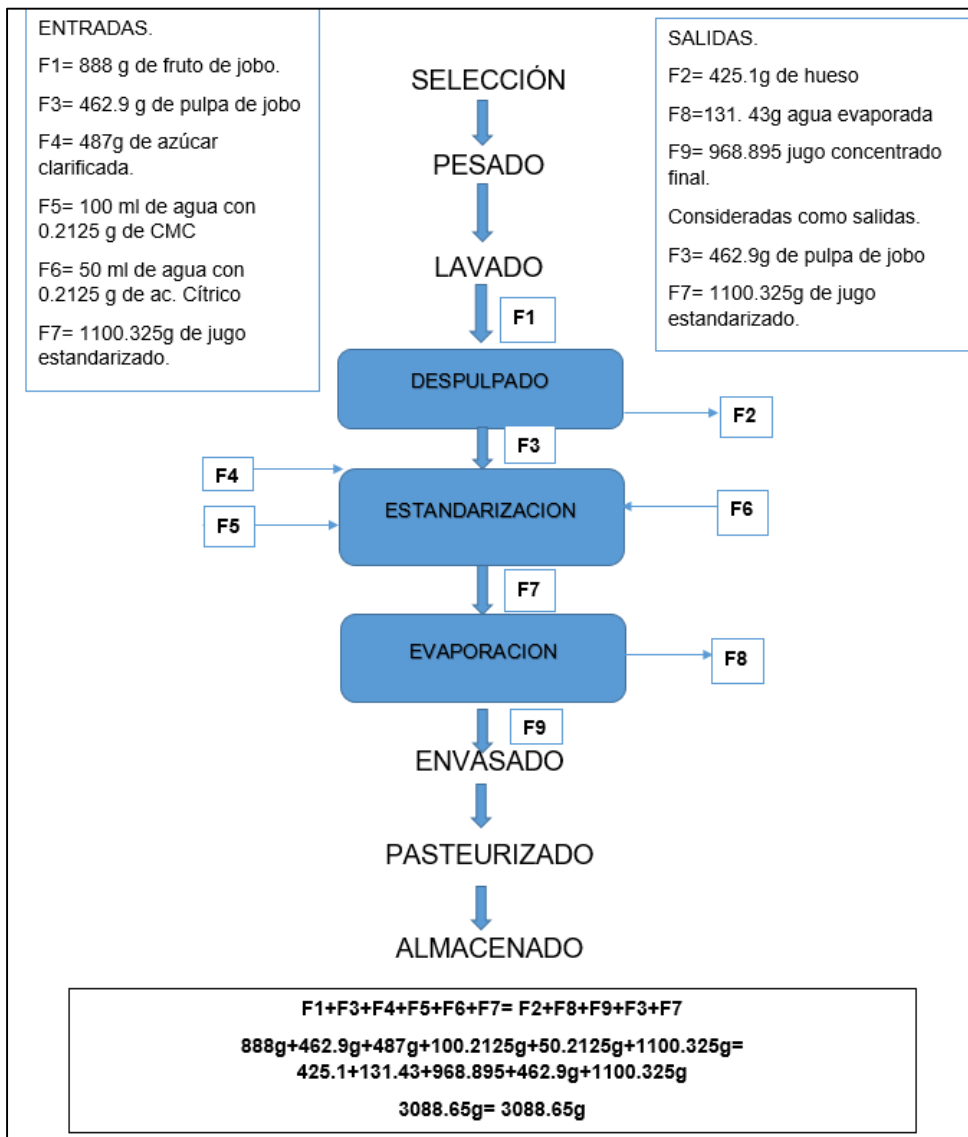 ENTRADAS.
F1= 888 g de fruto de jobo.
F3= 462.9 g de pulpa de jobo
F4= 487g de azúcar
clarificada.
F5= 100 ml de agua con
0.2125 g de CMC
F6= 50 ml de agua con
0.2125 g de ac. Cítrico
F7= 1100.325g de jugo
estandarizado.
SALIDAS.
F2= 425.1g de hueso
F8=131. 43g agua evaporada
F9= 968.895 jugo concentrado
final.
Consideradas como salidas.
F3= 462.9g de pulpa de jobo
F7= 1100.325g de jugo
estandarizado.
SELECCIÓN
PESADO
LAVADO
F1
DESPULPADO
F2
F3
F4
ESTANDARIZACION
F6
F5
F7
EVAPORACION
F8
F9
ENVASADO
PASTEURIZADO
ALMACENADO
F1+F3+F4+F5+F6+F7= F2+F8+F9+F3+F7
888g+462.9g+487g+100.2125g+50.2125g+1100.325g=
425.1+131.43+968.895+462.9g+1100.325g
3088.65g= 3088.65g